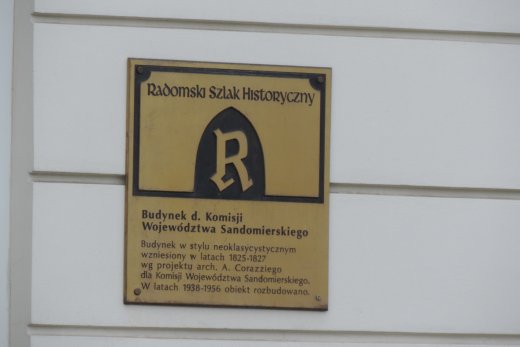 Radomski Szlak Historyczny
R
Budynek d. Komisji
Województwa Sandomierskiego
Budynek w stylu neoklasycystycznym
wzniesiony w latach 1825-1827
wg projektu arch. A. Corazziego
dla Komisji Województwa Sandomierskiego.
W latach 1938-1956 obiekt rozbudowano.